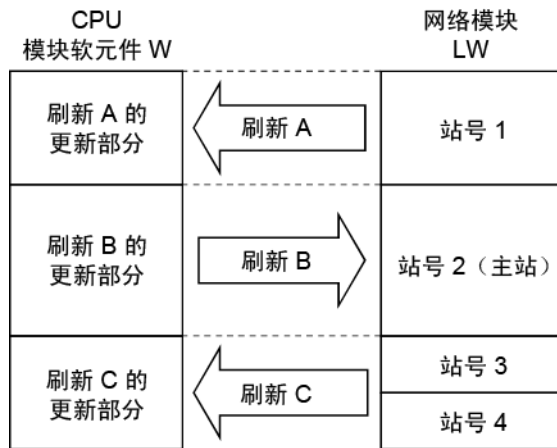 CPU
模块软元件 W
网络模块
LW
刷新 A 的
更新部分
刷新 A
站号 1
刷新 B 的
更新部分
刷新 B
站号 2（主站）
刷新 C 的
更新部分
刷新 C
站号 3
站号 4